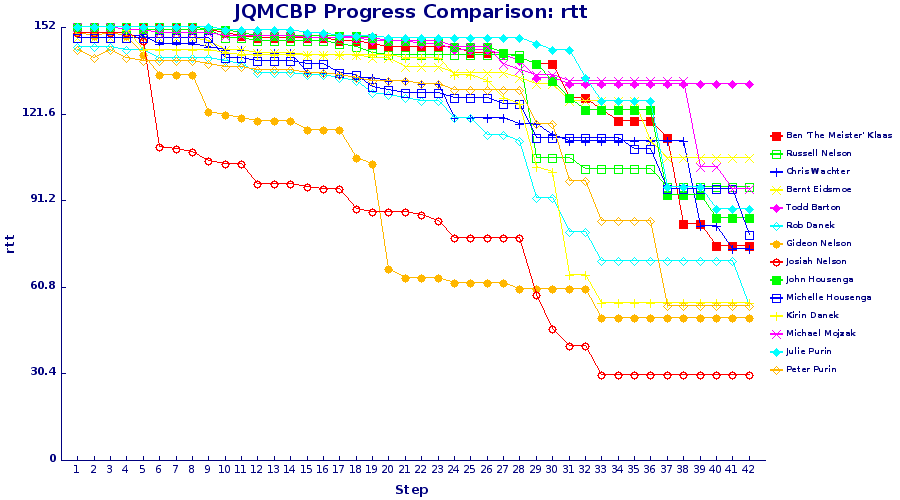 JQMCBP Progress Comparison: rtt
152
121.6
91.2
60.8
30.4
0
rtt
1 2 3 4 5 6 7 8 9 10 11 12 13 14 15 16 17 18 19 20 21 22 23 24 25 26 27 28 29 30 31 32 33 34 35 36 37 38 39 40 41 42
Step
Ben 'The Meister' Klaas
Russell Nelson
Chris Wachter
Bernt Eidsmoe
Todd Barton
Rob Danek
Gideon Nelson
Josiah Nelson
John Housenga
Michelle Housenga
Kirin Danek
Michael Mojzak
Julie Purin
Peter Purin